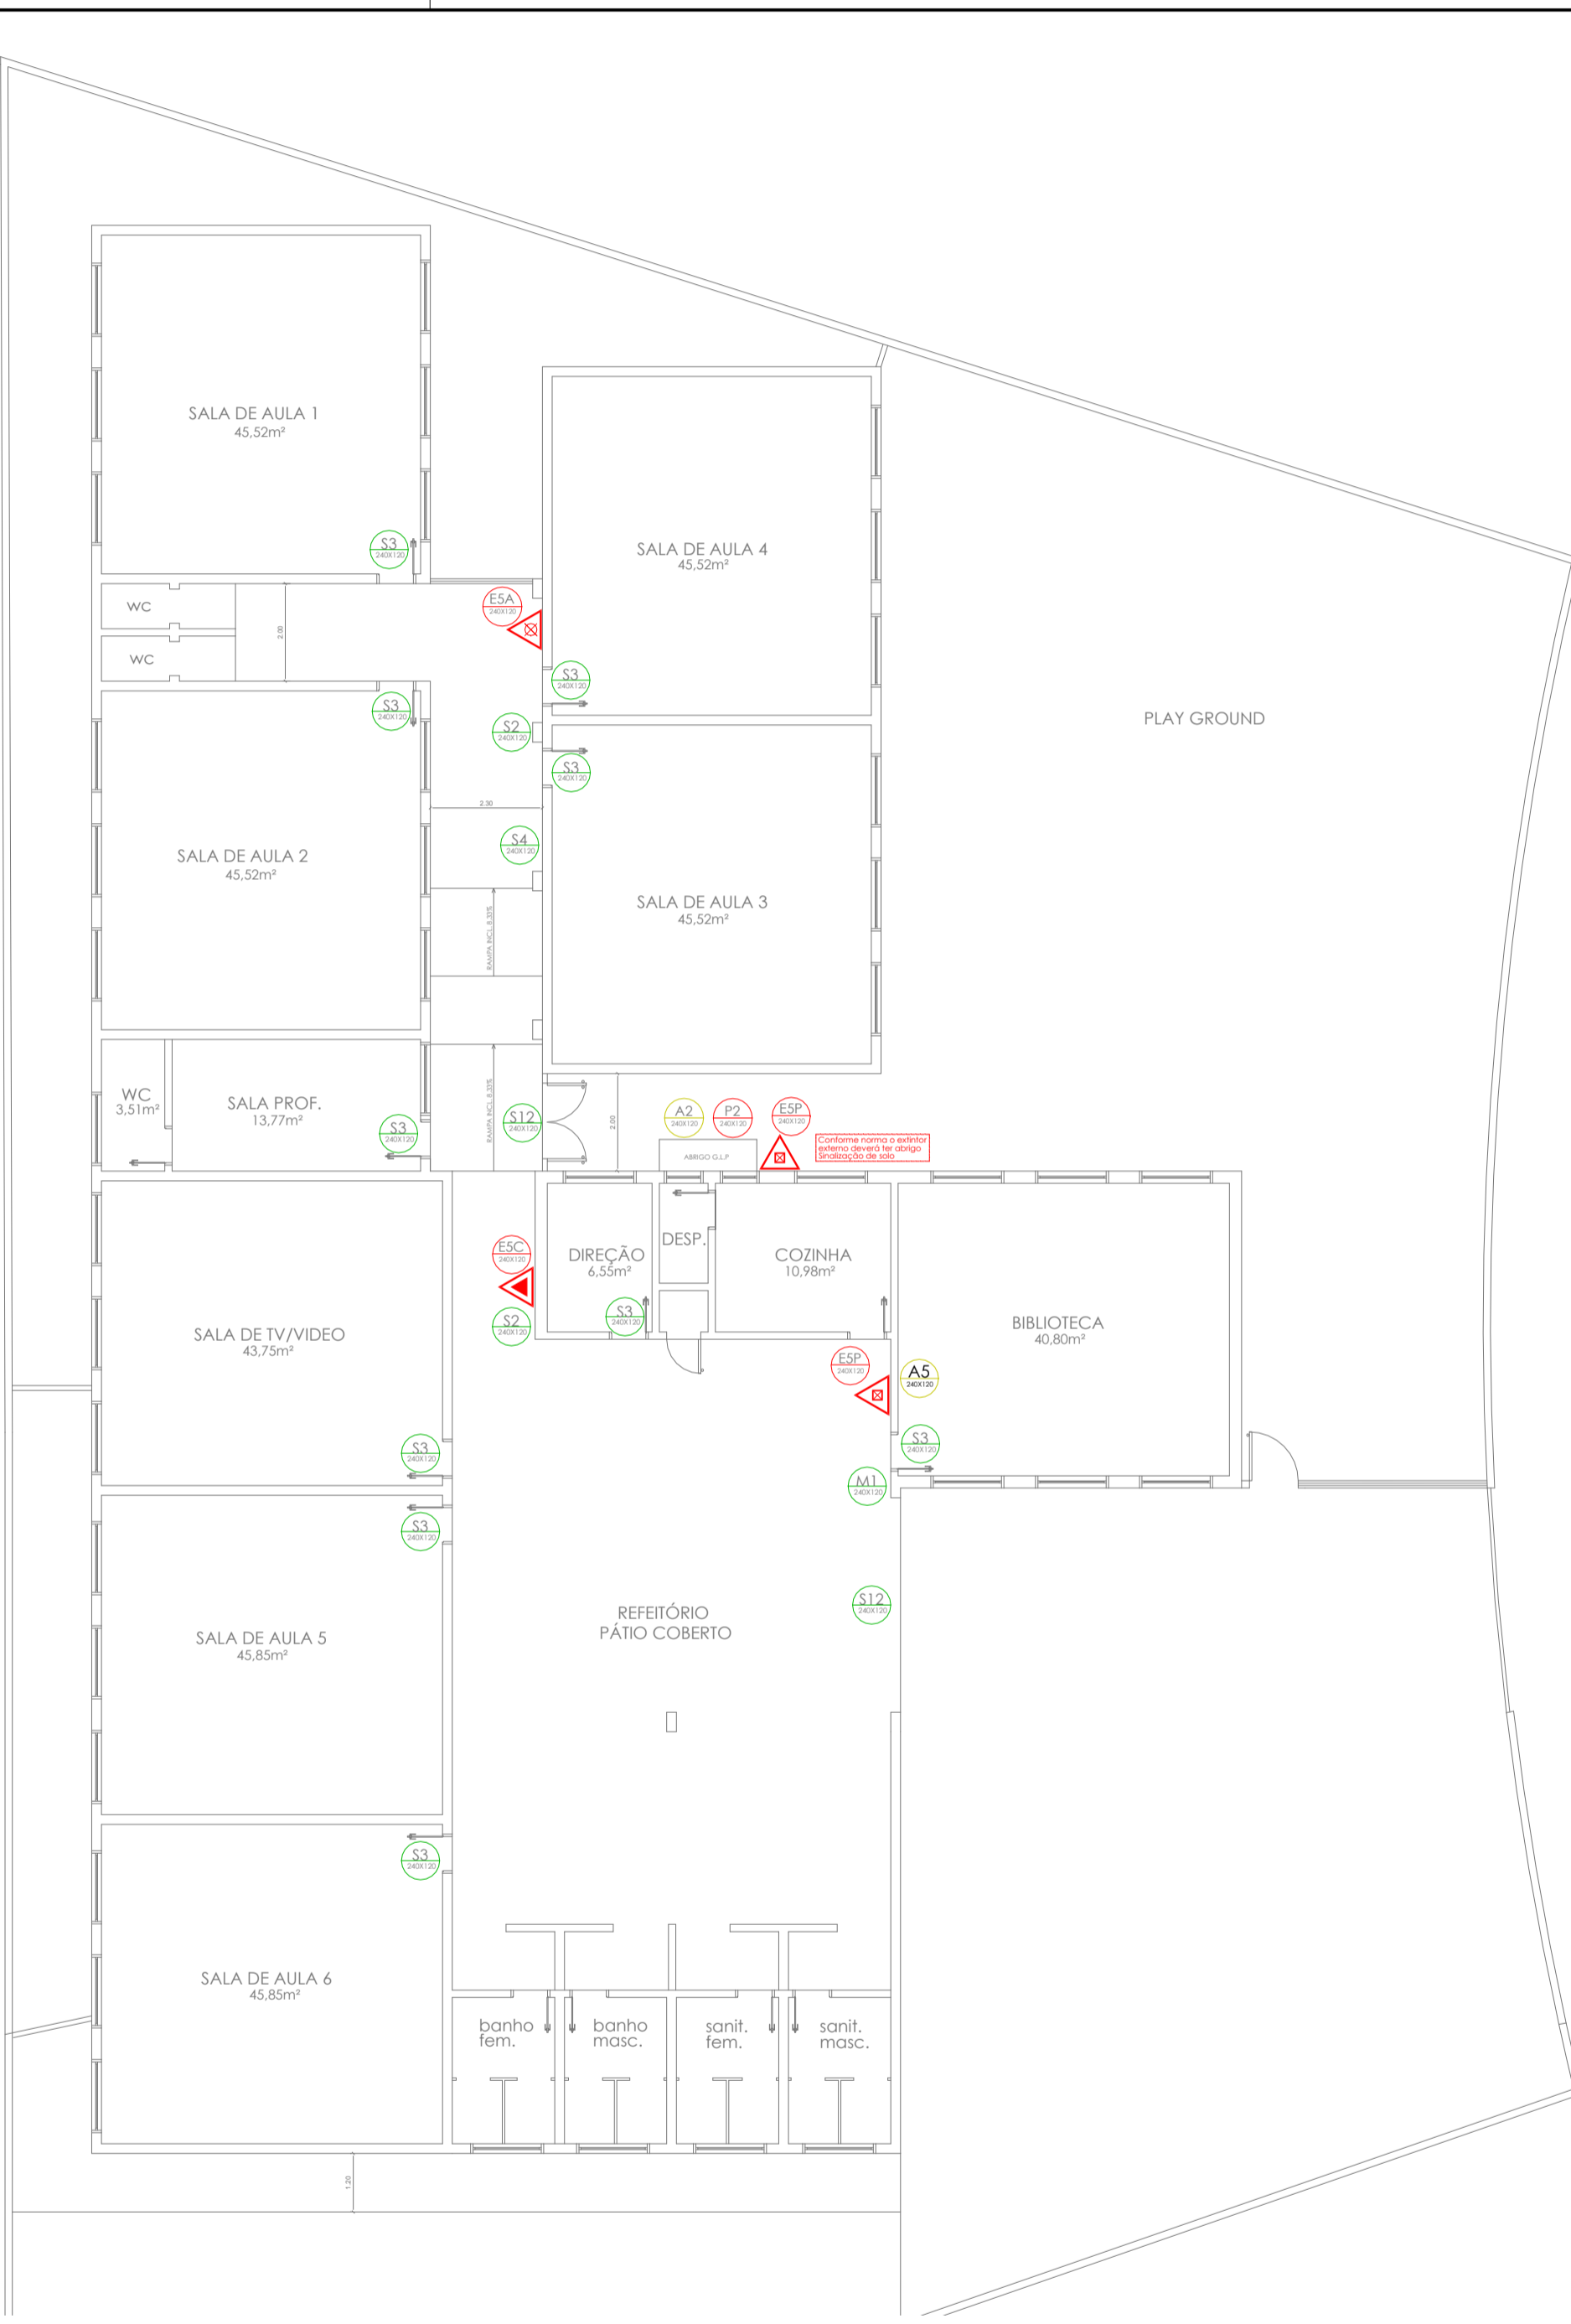 SALA DE AULA 1
45,52m²
SALA DE AULA 4
45,52m²
S3
240X120
E5A
240X120
WC
WC
2.00
S3
240X120
S3
240X120
S2
240X120
S3
240X120
PLAY GROUND
2.30
S4
240X120
SALA DE AULA 2
45,52m²
SALA DE AULA 3
45,52m²
RAMPA INCL. 8,33%
WC
3,51m²
SALA PROF.
13,77m²
S3
240X120
RAMPA INCL. 8,33%
S12
240X120
2.00
A2
240X120
P2
240X120
E5P
240X120
Conforme norma o extintor
externo deverá ter abrigo
Sinalização de solo
ABRIGO G.L.P
E5C
240X120
DIREÇÃO
6,55m²
DESP.
COZINHA
10,98m²
S2
240X120
S3
240X120
BIBLIOTECA
40,80m²
SALA DE TV/VIDEO
43,75m²
E5P
240X120
A5
240X120
S3
240X120
S3
240X120
M1
240X120
S3
240X120
S12
240X120
REFEITÓRIO
PÁTIO COBERTO
SALA DE AULA 5
45,85m²
S3
240X120
SALA DE AULA 6
45,85m²
banho
fem.
banho
masc.
sanit.
fem.
sanit.
masc.
1.20